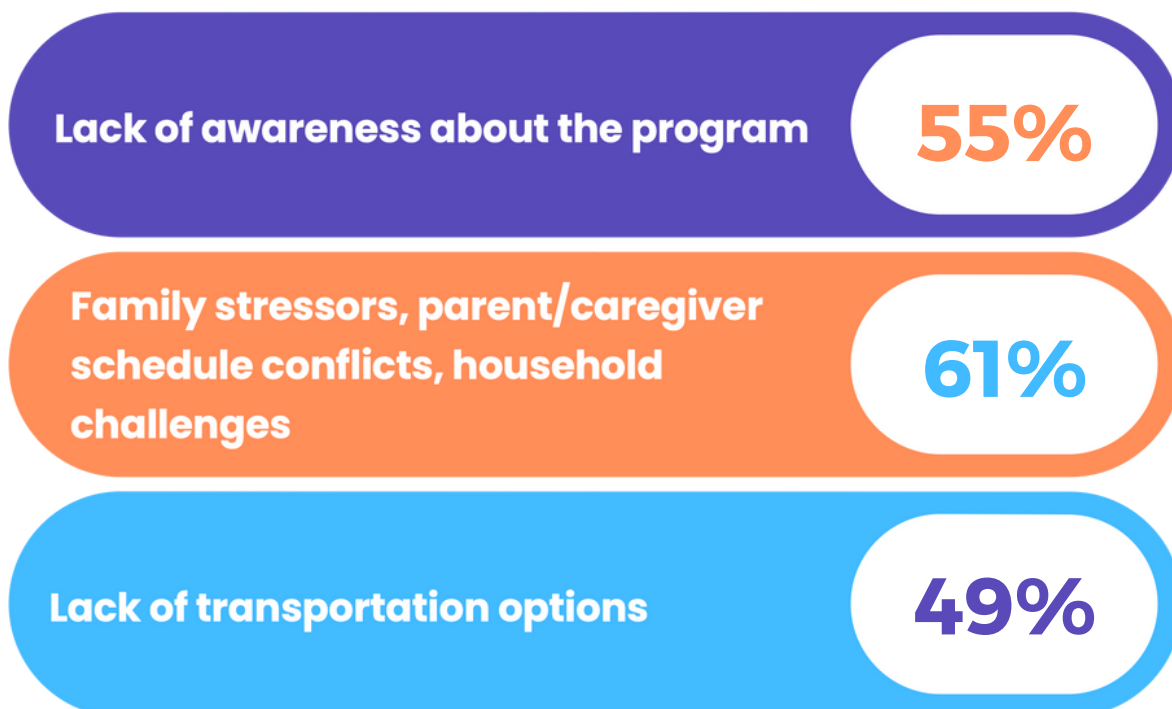 Lack of awareness about the program
55%
Family stressors, parent/caregiver
schedule conflicts, household
challenges
61%
Lack of transportation options
49%